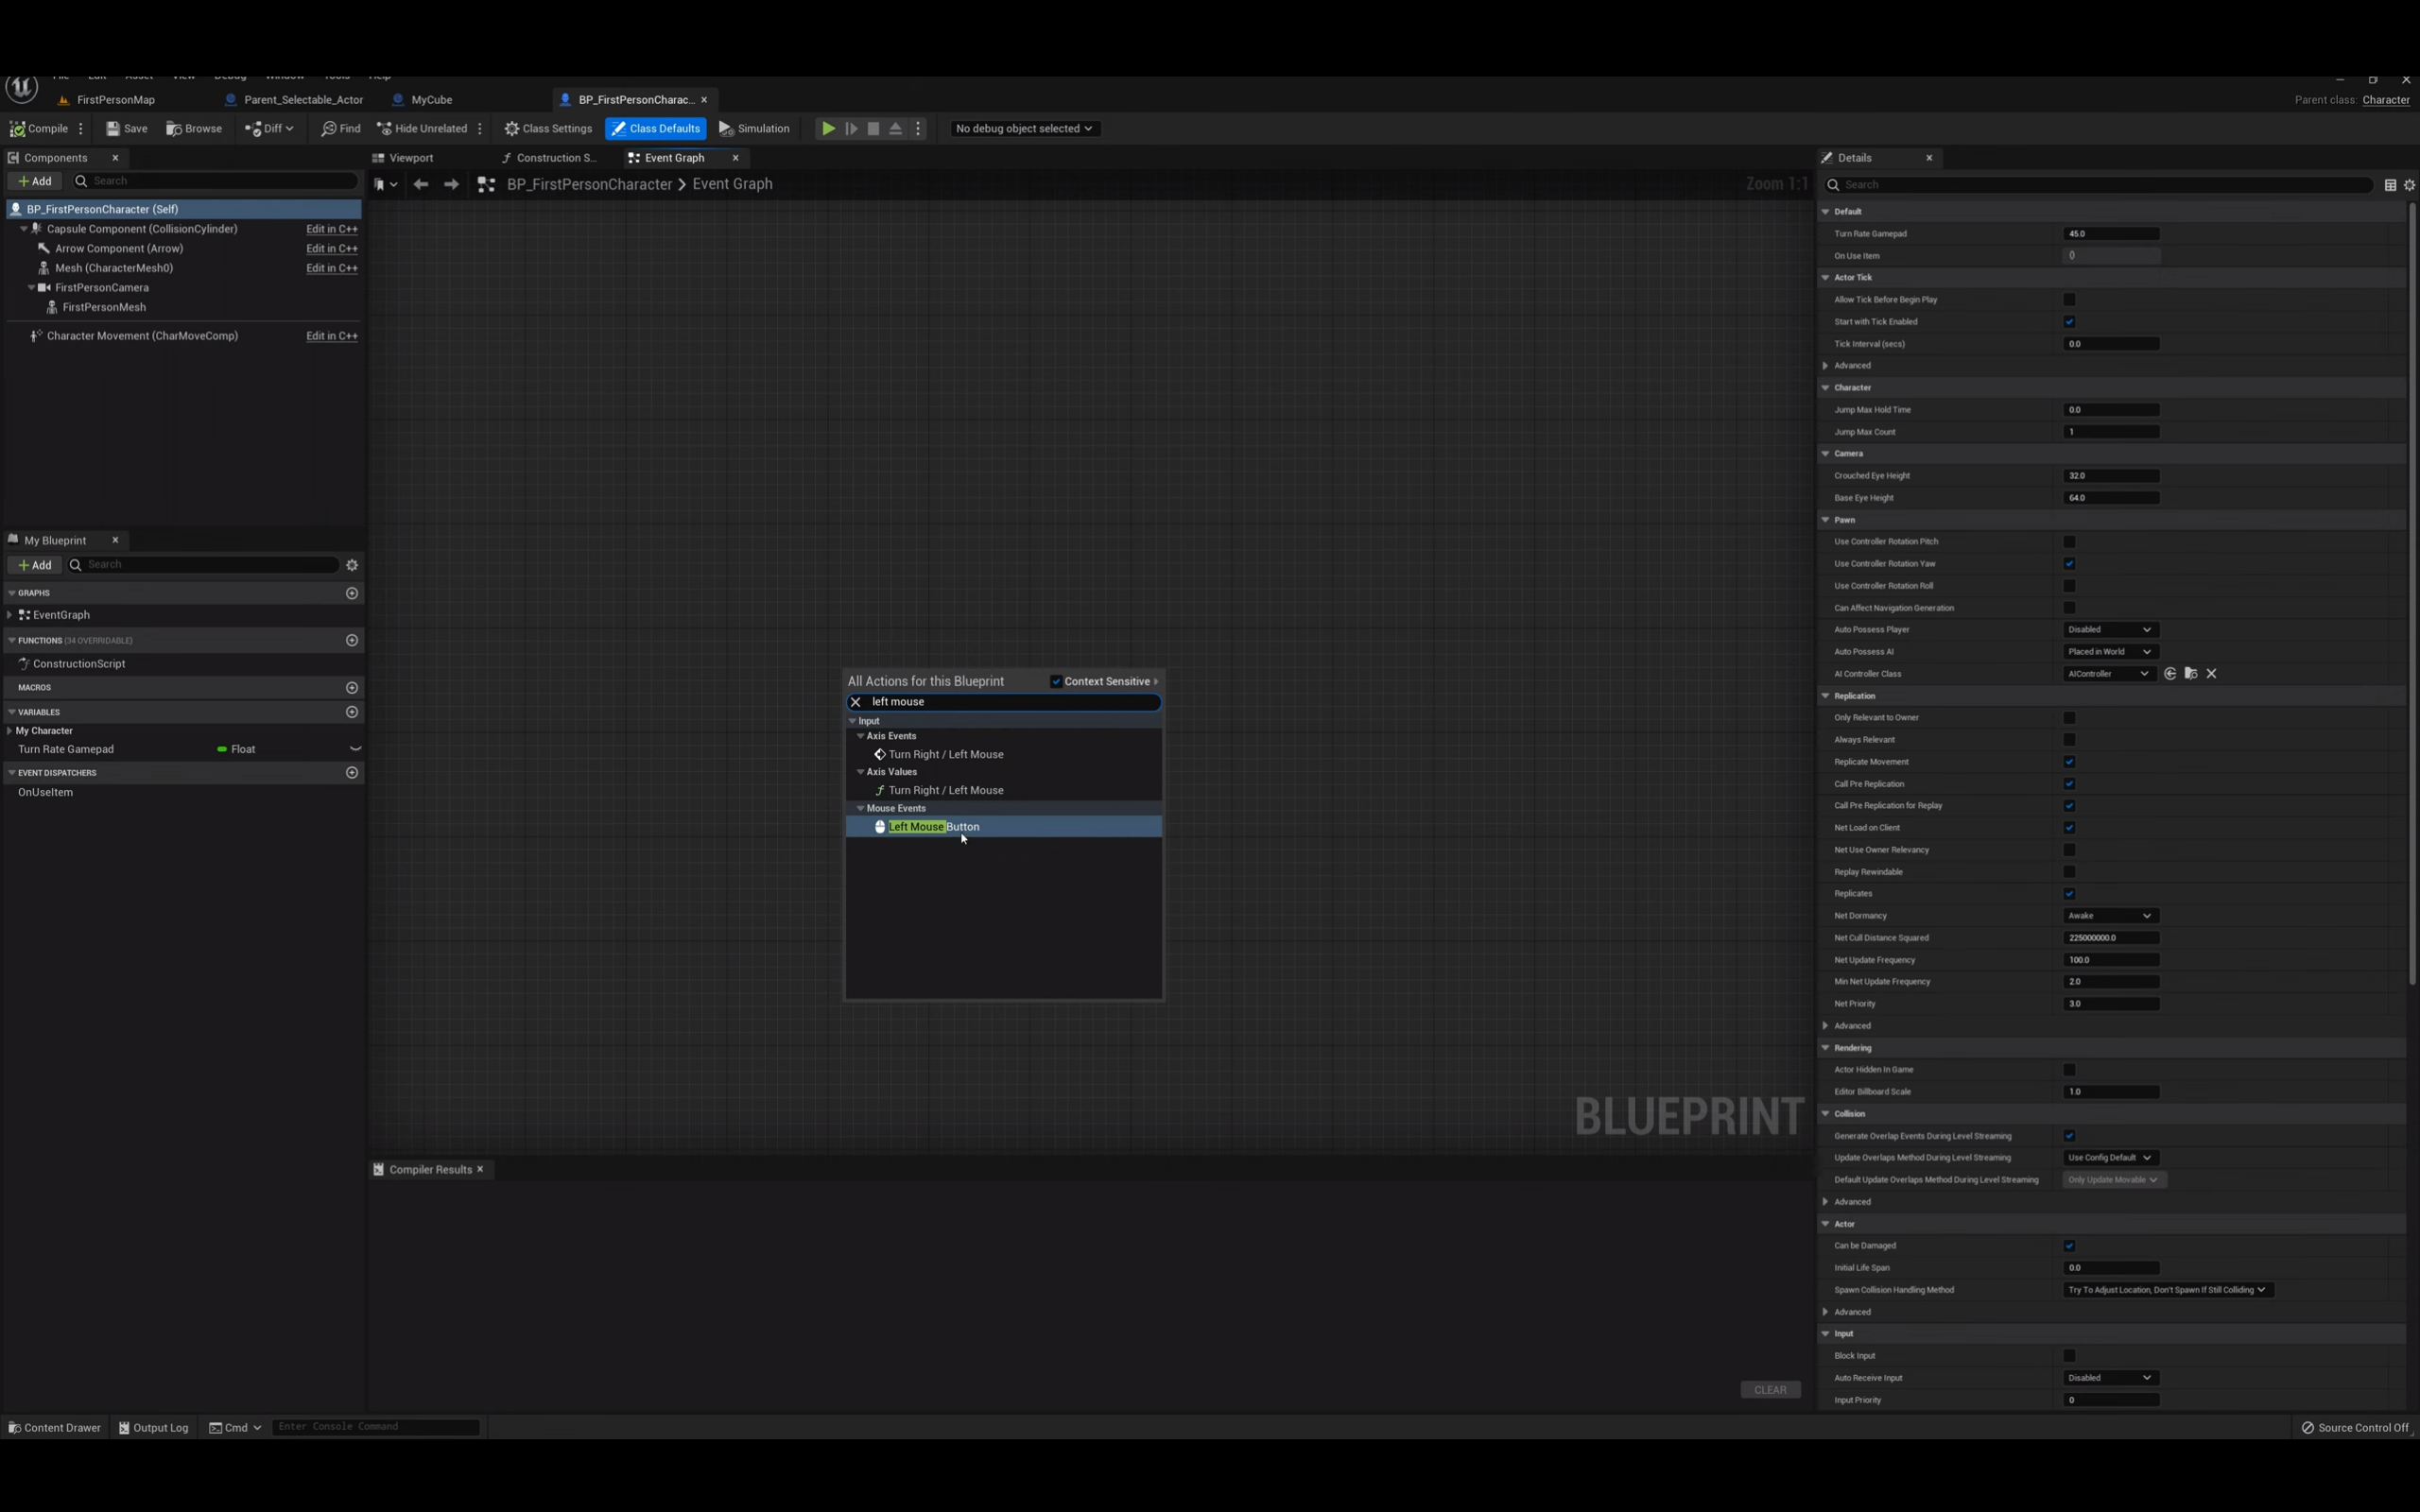 File Edit Asset View Debug Window Tools Help
FirstPersonMap Parent_Selectable_Actor MyCube BP_FirstPersonCharac...
Parent class: Character
Compile Save Browse Diff Find Hide Unrelated Class Settings Class Defaults Simulation No debug object selected
Components
Add Search
BP_FirstPersonCharacter (Self)
Capsule Component (CollisionCylinder) Edit in C++
Arrow Component (Arrow) Edit in C++
Mesh (CharacterMesh0) Edit in C++
FirstPersonCamera
FirstPersonMesh
Character Movement (CharMoveComp) Edit in C++
My Blueprint
Add Search
GRAPHS
EventGraph
FUNCTIONS (34 OVERRIDABLE)
ConstructionScript
MACROS
VARIABLES
My Character
Turn Rate Gamepad Float
EVENT DISPATCHERS
OnUseItem
Viewport Construction S... Event Graph
BP_FirstPersonCharacter > Event Graph Zoom 1:1
All Actions for this Blueprint Context Sensitive
left mouse
Input
Axis Events
Turn Right / Left Mouse
Axis Values
Turn Right / Left Mouse
Mouse Events
Left Mouse Button
BLUEPRINT
Compiler Results
CLEAR
Details
Search
Default
Turn Rate Gamepad 45.0
On Use Item ()
Actor Tick
Allow Tick Before Begin Play
Start with Tick Enabled
Tick Interval (secs) 0.0
Advanced
Character
Jump Max Hold Time 0.0
Jump Max Count 1
Camera
Crouched Eye Height 32.0
Base Eye Height 64.0
Pawn
Use Controller Rotation Pitch
Use Controller Rotation Yaw
Use Controller Rotation Roll
Can Affect Navigation Generation
Auto Possess Player Disabled
Auto Possess AI Placed in World
AI Controller Class AIController
Replication
Only Relevant to Owner
Always Relevant
Replicate Movement
Call Pre Replication
Call Pre Replication for Replay
Net Load on Client
Net Use Owner Relevancy
Replay Rewindable
Replicates
Net Dormancy Awake
Net Cull Distance Squared 225000000.0
Net Update Frequency 100.0
Min Net Update Frequency 2.0
Net Priority 3.0
Advanced
Rendering
Actor Hidden In Game
Editor Billboard Scale 1.0
Collision
Generate Overlap Events During Level Streaming
Update Overlaps Method During Level Streaming Use Config Default
Default Update Overlaps Method During Level Streaming Only Update Movable
Advanced
Actor
Can be Damaged
Initial Life Span 0.0
Spawn Collision Handling Method Try To Adjust Location, Don't Spawn If Still Colliding
Advanced
Input
Block Input
Auto Receive Input Disabled
Input Priority 0
Content Drawer Output Log Cmd Enter Console Command Source Control Off